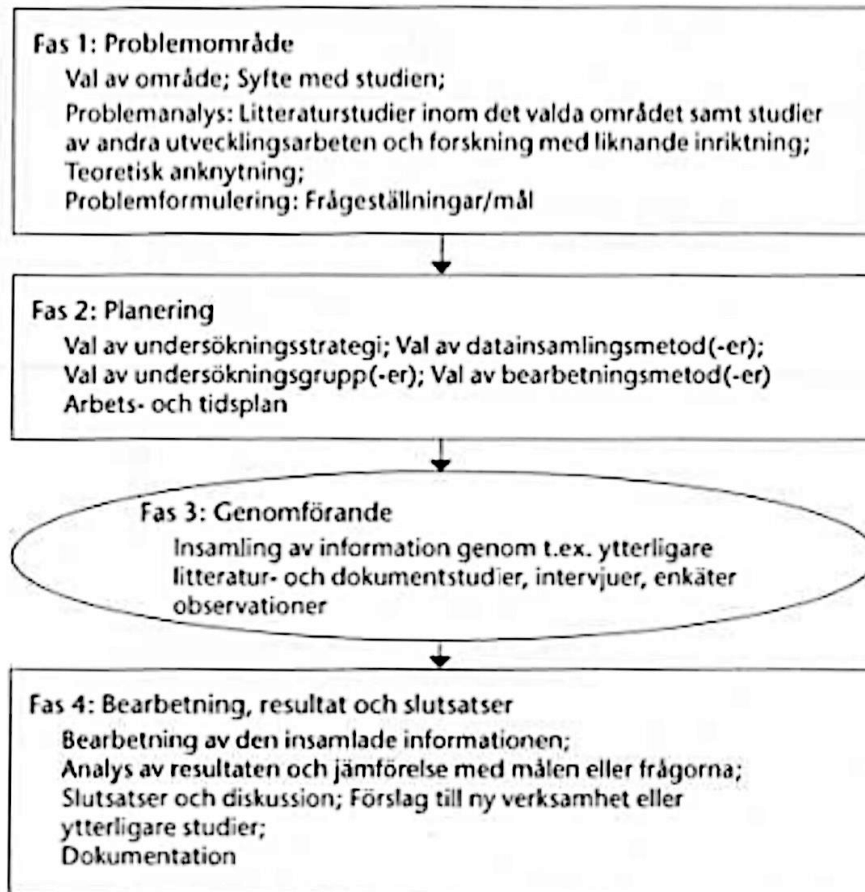 Fas 1: Problemområde
Val av område; Syfte med studien;
Problemanalys: Litteraturstudier inom det valda området samt studier
av andra utvecklingsarbeten och forskning med liknande inriktning;
Teoretisk anknytning;
Problemformulering: Frågeställningar/mål
Fas 2: Planering
Val av undersökningsstrategi; Val av datainsamlingsmetod(-er);
Val av undersökningsgrupp(-er); Val av bearbetningsmetod(-er)
Arbets- och tidsplan
Fas 3: Genomförande
Insamling av information genom t.ex. ytterligare
litteratur- och dokumentstudier, intervjuer, enkäter
observationer
Fas 4: Bearbetning, resultat och slutsatser
Bearbetning av den insamlade informationen;
Analys av resultaten och jämförelse med målen eller frågorna;
Slutsatser och diskussion; Förslag till ny verksamhet eller
ytterligare studier;
Dokumentation